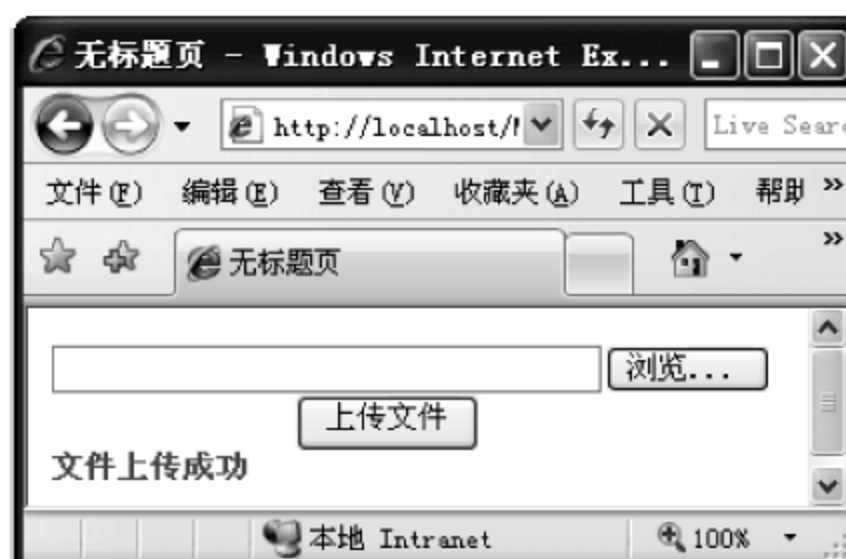 无标题页 - Windows Internet Ex...
http://localhost/ Live Sear
文件(F) 编辑(E) 查看(V) 收藏夹(A) 工具(T) 帮助 »
无标题页 »
浏览...
上传文件
文件上传成功
本地 Intranet 100%